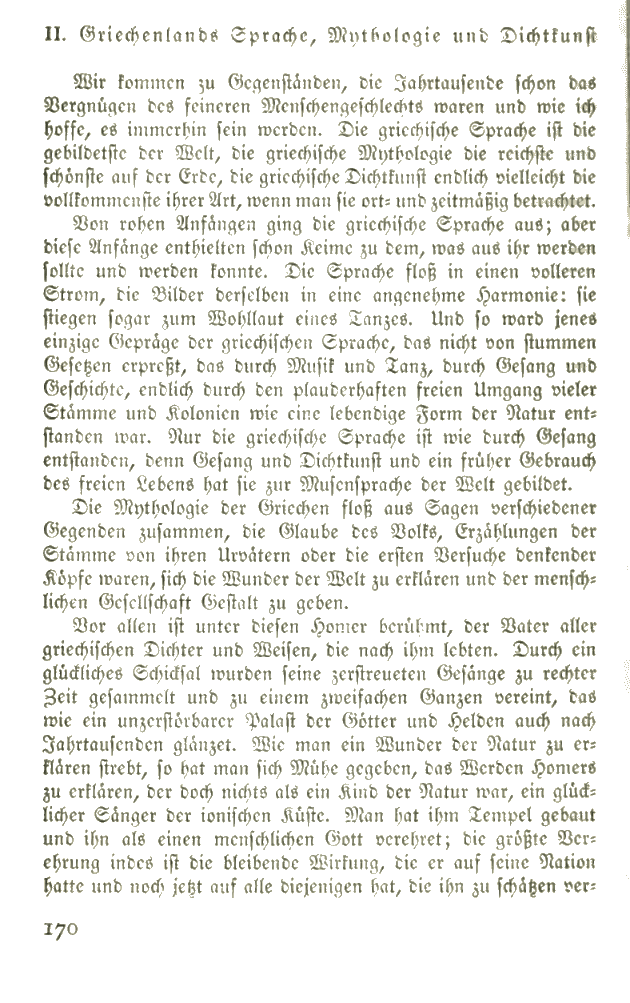 II. Griechenlands Sprache, Mythologie und Dichtkunst
Wir kommen zu Gegenständen, die Jahrtausende schon das
Vergnügen des feineren Menschengeschlechts waren und wie ich
hoffe, es immerhin sein werden. Die griechische Sprache ist die
gebildetste der Welt, die griechische Mythologie die reichste und
schönste auf der Erde, die griechische Dichtkunst endlich vielleicht die
vollkommenste ihrer Art, wenn man sie ort- und zeitmäßig betrachtet.
Von rohen Anfängen ging die griechische Sprache aus; aber
diese Anfänge enthielten schon Keime zu dem, was aus ihr werden
sollte und werden konnte. Die Sprache floß in einen volleren
Strom, die Bilder derselben in eine angenehme Harmonie: sie
stiegen sogar zum Wohllaut eines Tanzes. Und so ward jenes
einzige Gepräge der griechischen Sprache, das nicht von stummen
Gesetzen erpreßt, das durch Musik und Tanz, durch Gesang und
Geschichte, endlich durch den plauderhaften freien Umgang vieler
Stämme und Kolonien wie eine lebendige Form der Natur ent-
standen war. Nur die griechische Sprache ist wie durch Gesang
entstanden, denn Gesang und Dichtkunst und ein früher Gebrauch
des freien Lebens hat sie zur Musensprache der Welt gebildet.
Die Mythologie der Griechen floß aus Sagen verschiedener
Gegenden zusammen, die Glaube des Volks, Erzählungen der
Stämme von ihren Urvätern oder die ersten Versuche denkender
Köpfe waren, sich die Wunder der Welt zu erklären und der mensch-
lichen Gesellschaft Gestalt zu geben.
Vor allen ist unter diesen Homer berühmt, der Vater aller
griechischen Dichter und Weisen, die nach ihm lebten. Durch ein
glückliches Schicksal wurden seine zerstreueten Gesänge zu rechter
Zeit gesammelt und zu einem zweifachen Ganzen vereint, das
wie ein unzerstörbarer Palast der Götter und Helden auch nach
Jahrtausenden glänzet. Wie man ein Wunder der Natur zu er-
klären strebt, so hat man sich Mühe gegeben, das Werden Homers
zu erklären, der doch nichts als ein Kind der Natur war, ein glück-
licher Sänger der ionischen Küste. Man hat ihm Tempel gebaut
und ihn als einen menschlichen Gott verehret; die größte Ver-
ehrung indes ist die bleibende Wirkung, die er auf seine Nation
hatte und noch jetzt auf alle diejenigen hat, die ihn zu schätzen ver-
170